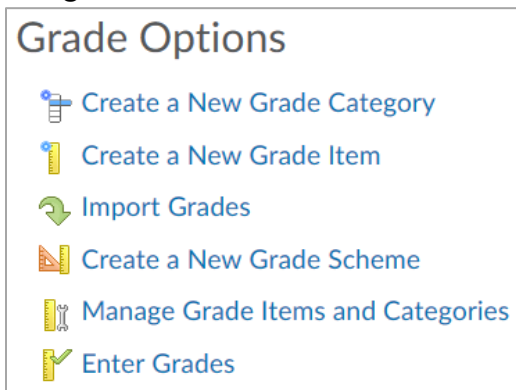 Grade Options
Create a New Grade Category
Create a New Grade Item
Import Grades
Create a New Grade Scheme
Manage Grade Items and Categories
Enter Grades